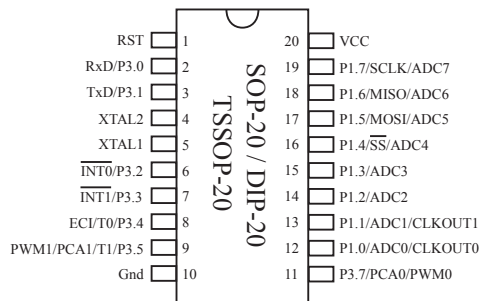 RST 1
RxD/P3.0 2
TxD/P3.1 3
XTAL2 4
XTAL1 5
INT0/P3.2 6
INT1/P3.3 7
ECI/T0/P3.4 8
PWM1/PCA1/T1/P3.5 9
Gnd 10
SOP-20 / DIP-20
TSSOP-20
20 VCC
19 P1.7/SCLK/ADC7
18 P1.6/MISO/ADC6
17 P1.5/MOSI/ADC5
16 P1.4/SS/ADC4
15 P1.3/ADC3
14 P1.2/ADC2
13 P1.1/ADC1/CLKOUT1
12 P1.0/ADC0/CLKOUT0
11 P3.7/PCA0/PWM0